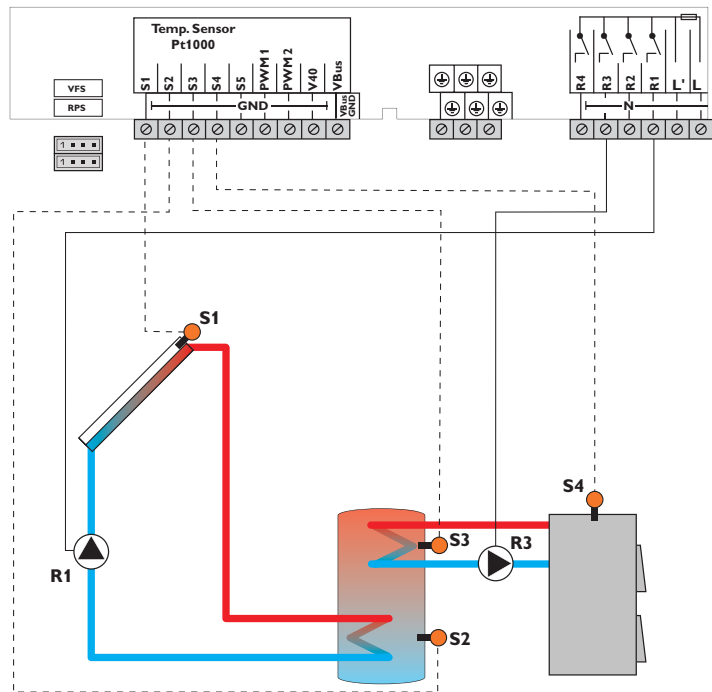 Temp. Sensor
Pt1000
S1 S2 S3 S4 S5 PWM 1 PWM 2 V40 VBus
GND
VBus
GND
VFS
RPS
1
1
R4 R3 R2 R1 L' L
N
S1
S4
S3
R3
R1
S2